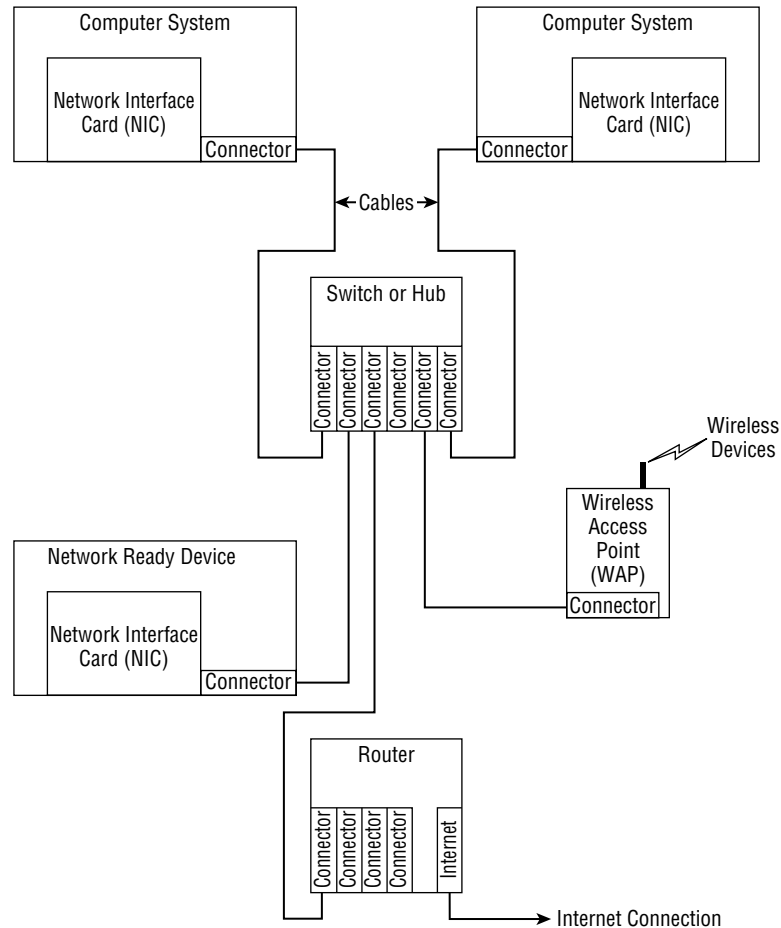 Computer System
Network Interface
Card (NIC)
Connector
Computer System
Network Interface
Card (NIC)
Connector
Cables
Switch or Hub
Connector
Connector
Connector
Connector
Connector
Connector
Wireless
Devices
Wireless
Access
Point
(WAP)
Connector
Network Ready Device
Network Interface
Card (NIC)
Connector
Router
Connector
Connector
Connector
Connector
Internet
Internet Connection